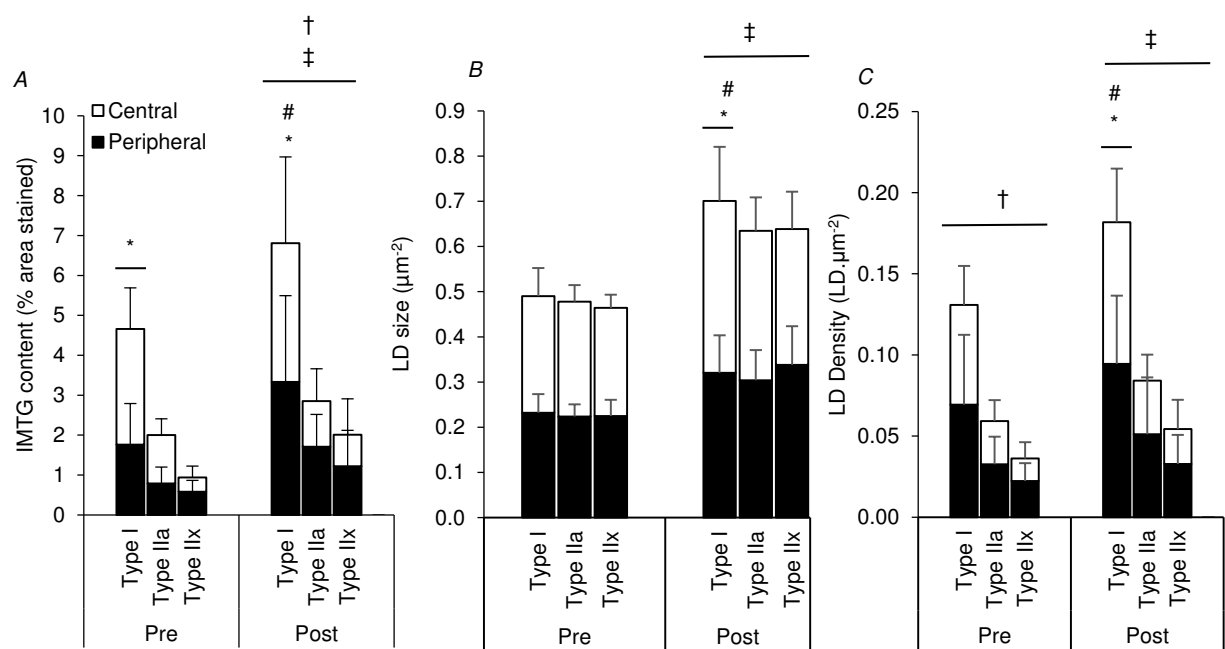 †
‡
A
#
*
10
9
8
7
6
5
4
3
2
1
0
Central
Peripheral
*
IMTG content (% area stained)
Type I
Type IIa
Type IIx
Type I
Type IIa
Type IIx
Pre
Post
‡
B
#
*
0.9
0.8
0.7
0.6
0.5
0.4
0.3
0.2
0.1
0.0
LD size (µm⁻²)
Type I
Type IIa
Type IIx
Type I
Type IIa
Type IIx
Pre
Post
‡
C
#
*
†
0.25
0.20
0.15
0.10
0.05
0.00
LD Density (LD.µm⁻²)
Type I
Type IIa
Type IIx
Type I
Type IIa
Type IIx
Pre
Post